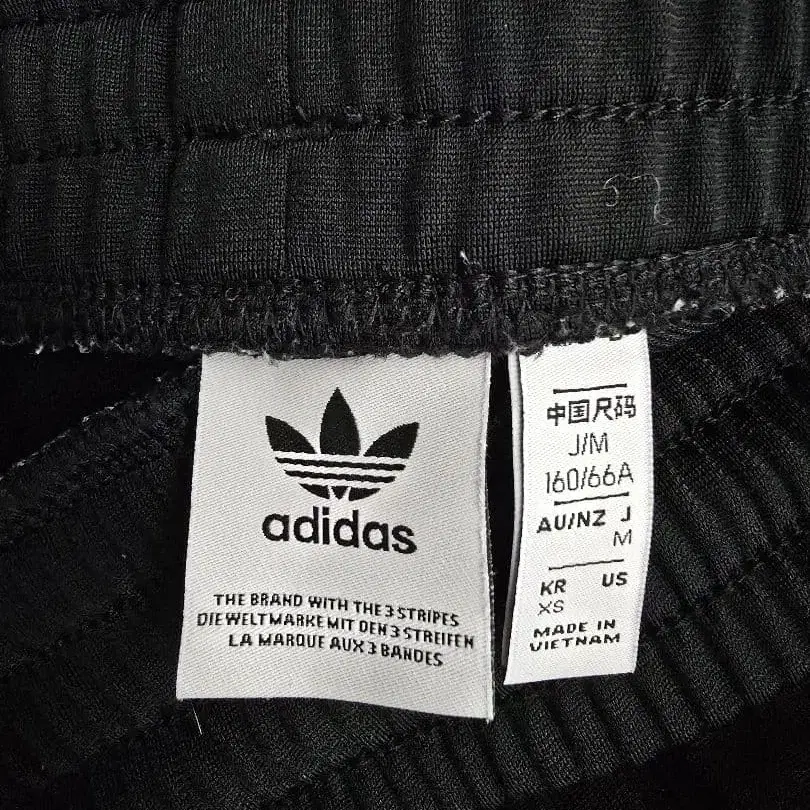 adidas
THE BRAND WITH THE 3 STRIPES
DIE WELTMARKE MIT DEN 3 STREIFEN
LA MARQUE AUX 3 BANDES
中国尺码
J/M
160/66A
AU/NZ J
M
KR US
XS
MADE IN
VIETNAM